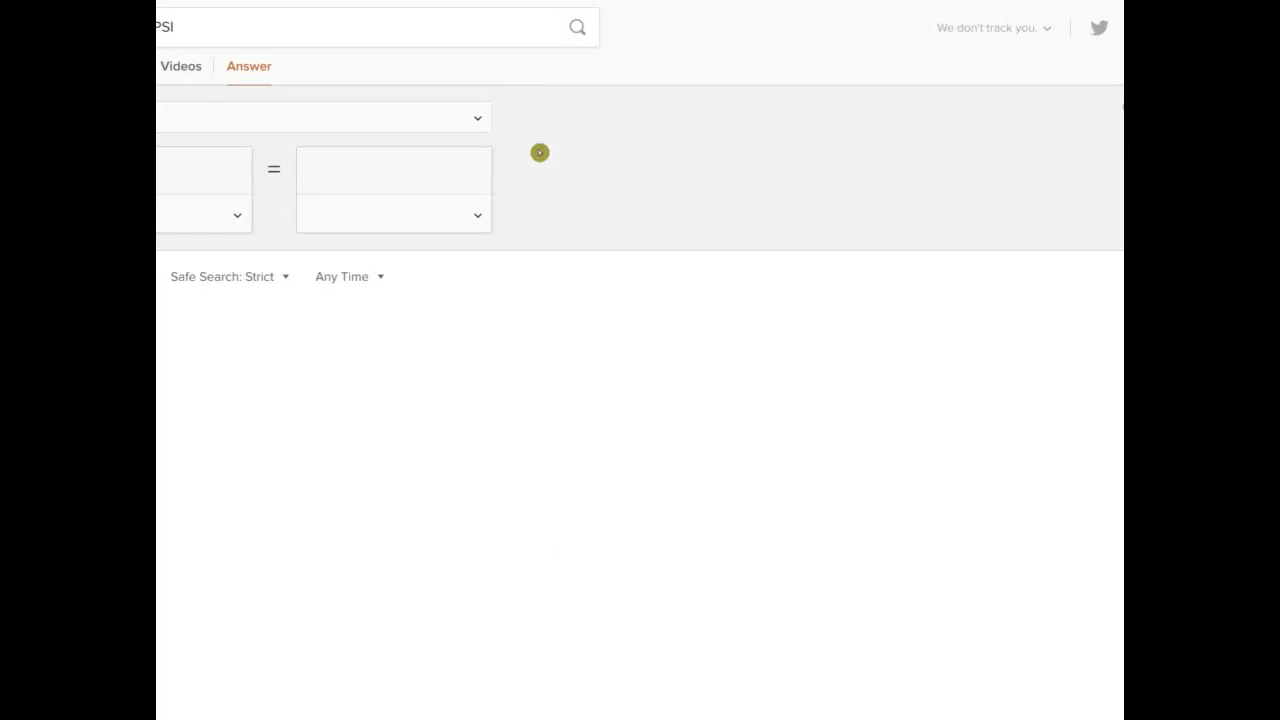 PSI
We don't track you.
Videos
Answer
=
Safe Search: Strict
Any Time